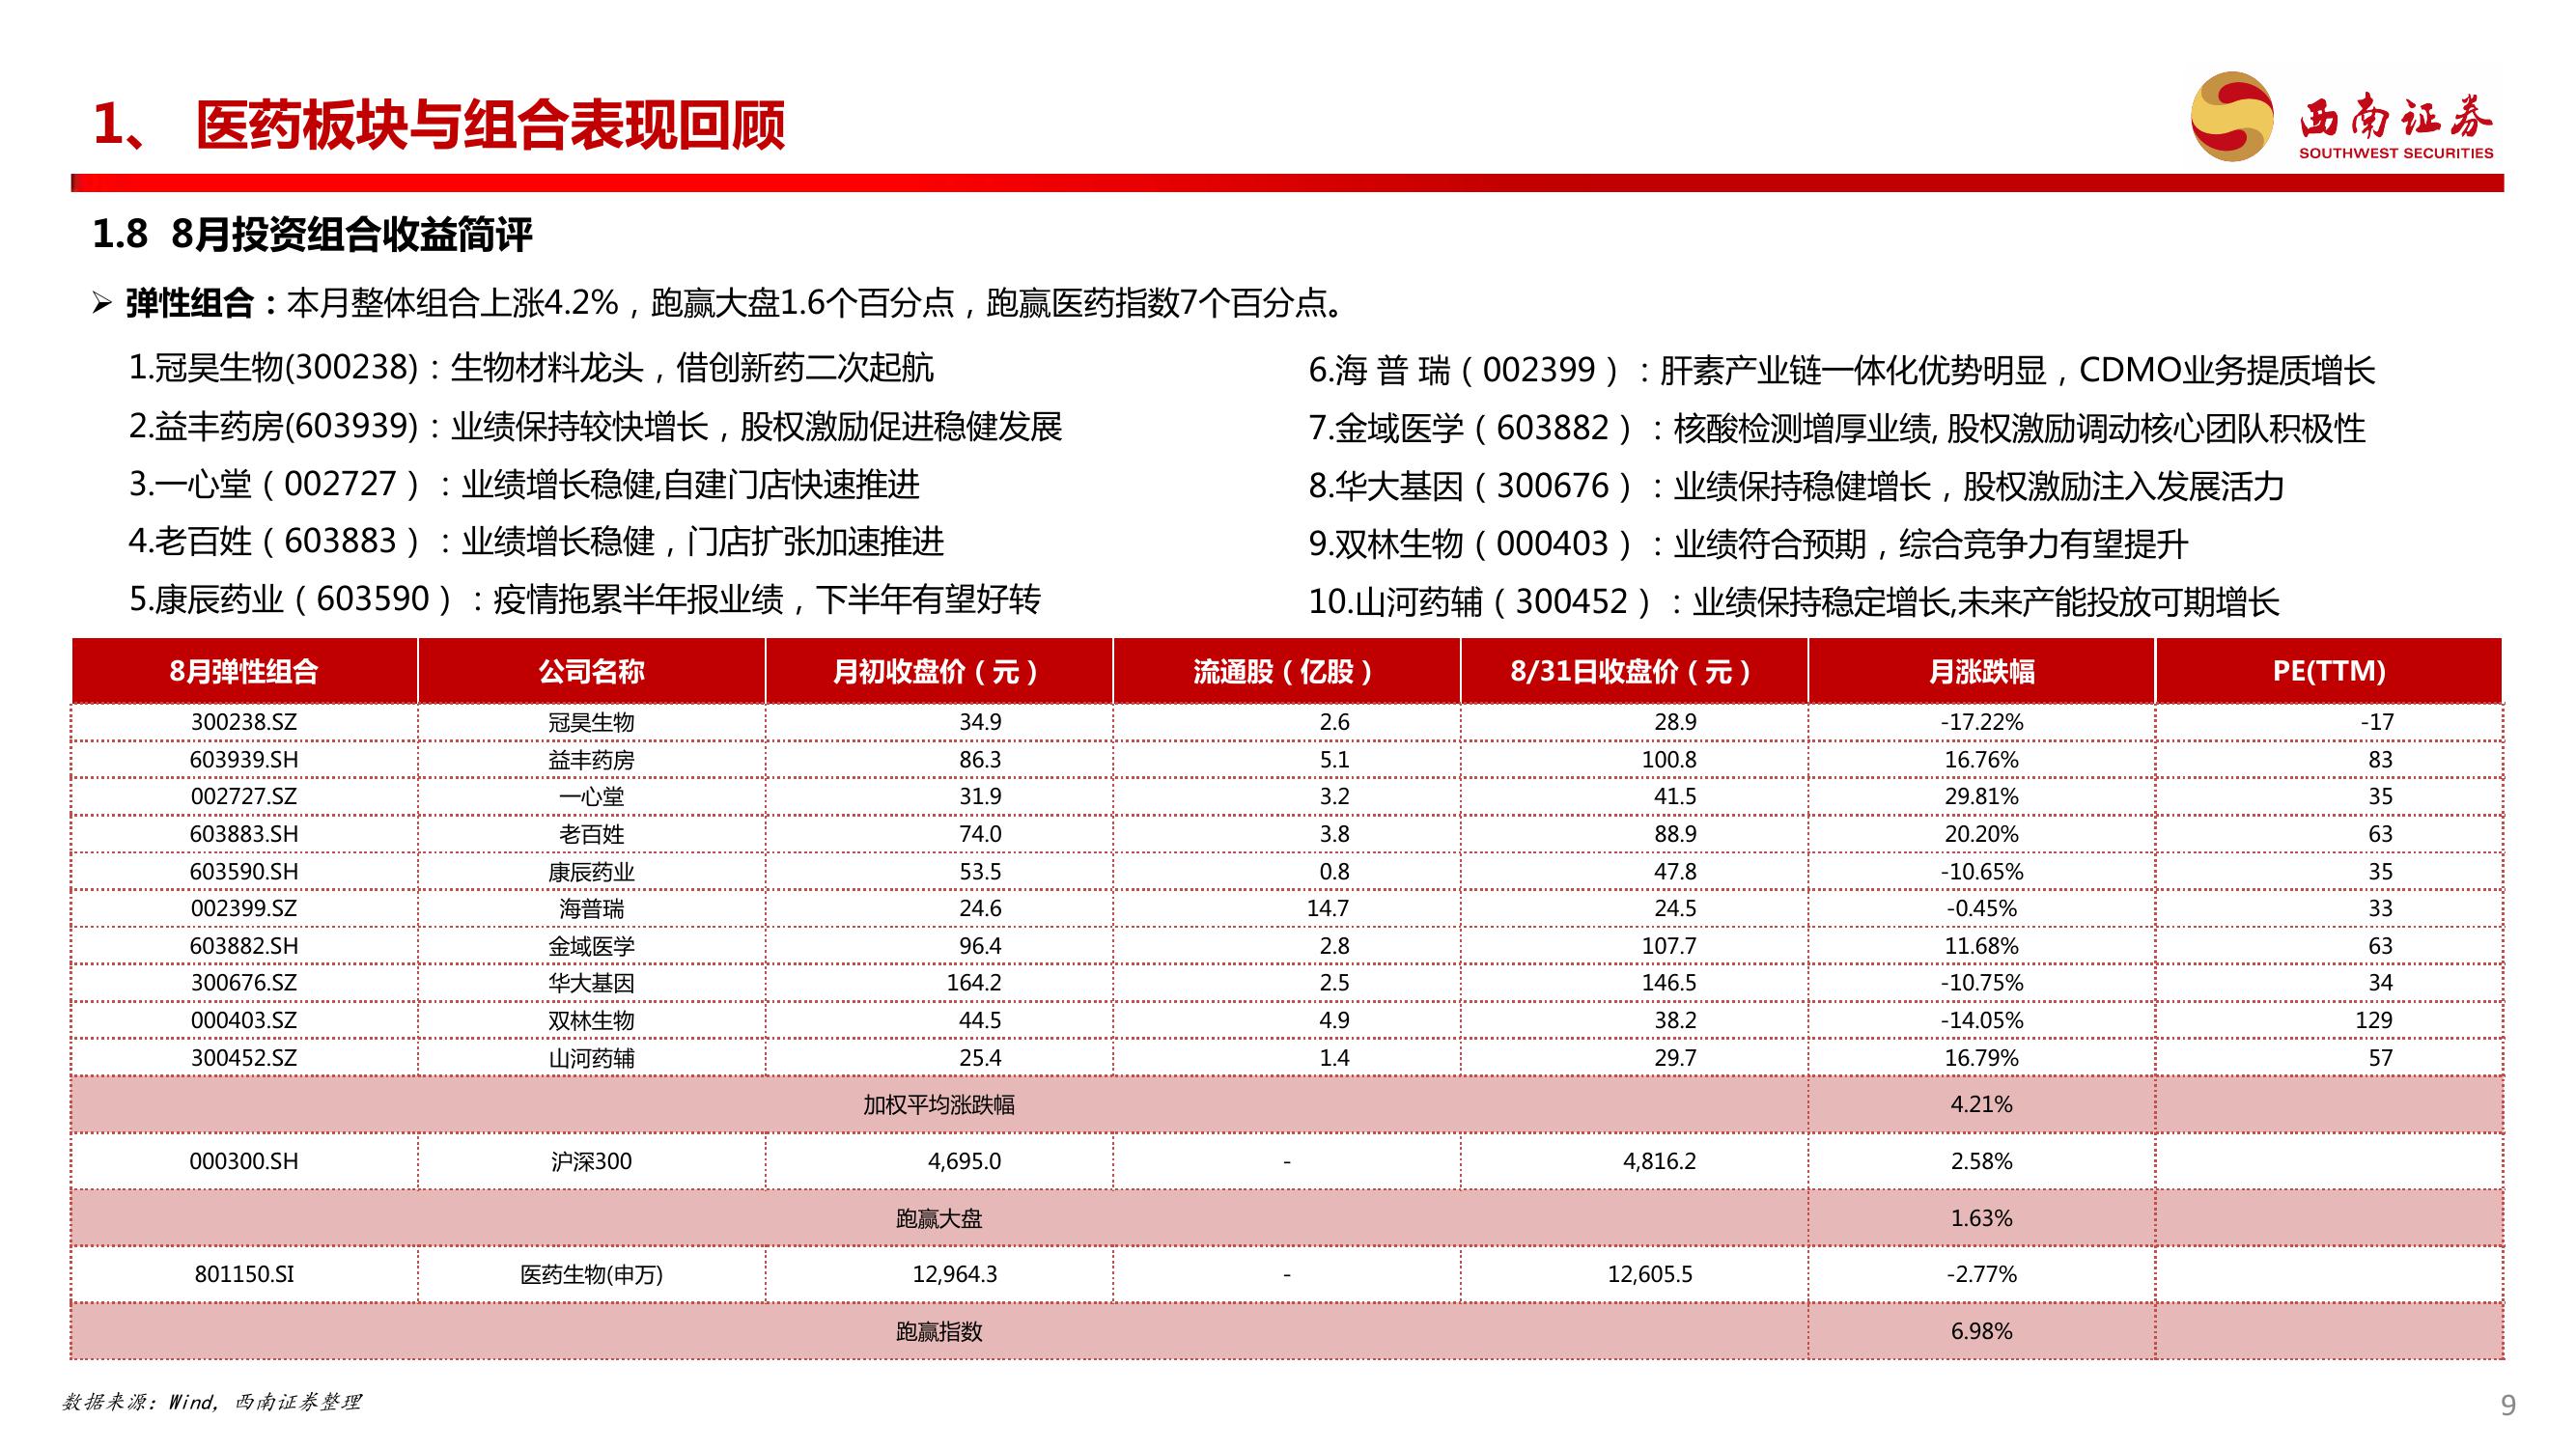 1、 医药板块与组合表现回顾
西南证券
SOUTHWEST SECURITIES
1.8 8月投资组合收益简评
➢ 弹性组合：本月整体组合上涨4.2%，跑赢大盘1.6个百分点，跑赢医药指数7个百分点。
1.冠昊生物(300238)：生物材料龙头，借创新药二次起航
2.益丰药房(603939)：业绩保持较快增长，股权激励促进稳健发展
3.一心堂（002727）：业绩增长稳健,自建门店快速推进
4.老百姓（603883）：业绩增长稳健，门店扩张加速推进
5.康辰药业（603590）：疫情拖累半年报业绩，下半年有望好转
6.海 普 瑞（002399）：肝素产业链一体化优势明显，CDMO业务提质增长
7.金域医学（603882）：核酸检测增厚业绩, 股权激励调动核心团队积极性
8.华大基因（300676）：业绩保持稳健增长，股权激励注入发展活力
9.双林生物（000403）：业绩符合预期，综合竞争力有望提升
10.山河药辅（300452）：业绩保持稳定增长,未来产能投放可期增长
8月弹性组合 公司名称 月初收盘价（元） 流通股（亿股） 8/31日收盘价（元） 月涨跌幅 PE(TTM)
300238.SZ 冠昊生物 34.9 2.6 28.9 -17.22% -17
603939.SH 益丰药房 86.3 5.1 100.8 16.76% 83
002727.SZ 一心堂 31.9 3.2 41.5 29.81% 35
603883.SH 老百姓 74.0 3.8 88.9 20.20% 63
603590.SH 康辰药业 53.5 0.8 47.8 -10.65% 35
002399.SZ 海普瑞 24.6 14.7 24.5 -0.45% 33
603882.SH 金域医学 96.4 2.8 107.7 11.68% 63
300676.SZ 华大基因 164.2 2.5 146.5 -10.75% 34
000403.SZ 双林生物 44.5 4.9 38.2 -14.05% 129
300452.SZ 山河药辅 25.4 1.4 29.7 16.79% 57
加权平均涨跌幅 4.21%
000300.SH 沪深300 4,695.0 - 4,816.2 2.58%
跑赢大盘 1.63%
801150.SI 医药生物(申万) 12,964.3 - 12,605.5 -2.77%
跑赢指数 6.98%
数据来源：Wind，西南证券整理
9